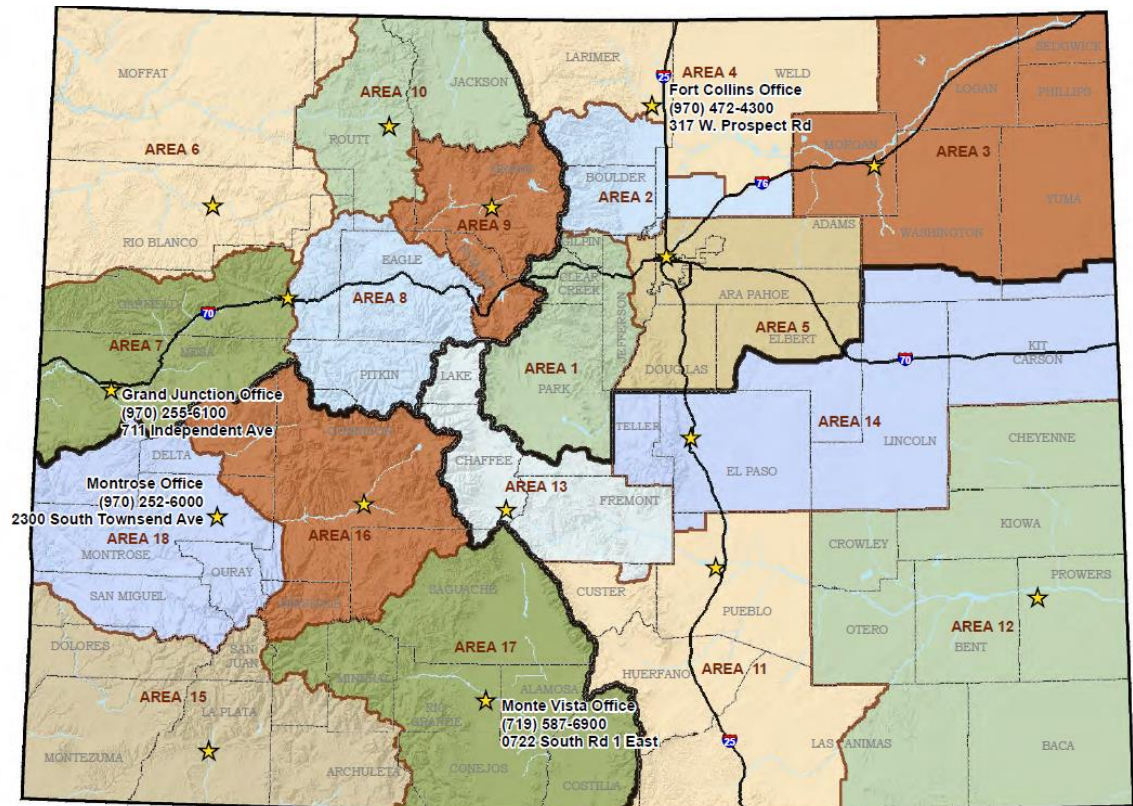 MOFFAT
JACKSON
LARIMER
25
AREA 4
WELD
SEDGWICK
LOGAN
PHILLIPS
Fort Collins Office
(970) 472-4300
317 W. Prospect Rd
AREA 10
ROUTT
AREA 6
MORGAN
AREA 3
BOULDER
AREA 2
76
YUMA
AREA 9
RIO BLANCO
ADAMS
WASHINGTON
GILPIN
EAGLE
CLEAR
CREEK
JEFFERSON
AREA 8
ARAPAHOE
GARFIELD
70
AREA 5
ELBERT
AREA 7
MESA
KIT
CARSON
70
PITKIN
LAKE
AREA 1
PARK
DOUGLAS
Grand Junction Office
(970) 255-6100
711 Independent Ave
AREA 14
TELLER
LINCOLN
CHEYENNE
DELTA
CHAFFEE
EL PASO
Montrose Office
(970) 252-6000
2300 South Townsend Ave
AREA 13
FREMONT
AREA 18
AREA 16
MONTROSE
KIOWA
CROWLEY
OURAY
PROWERS
SAN MIGUEL
SAGUACHE
CUSTER
PUEBLO
OTERO
AREA 12
BENT
DOLORES
SAN
JUAN
AREA 17
HUERFANO
AREA 11
MINERAL
ALAMOSA
AREA 15
LA PLATA
RIO
GRANDE
Monte Vista Office
(719) 587-6900
0722 South Rd 1 East
25
LAS ANIMAS
BACA
MONTEZUMA
ARCHULETA
CONEJOS
COSTILLA